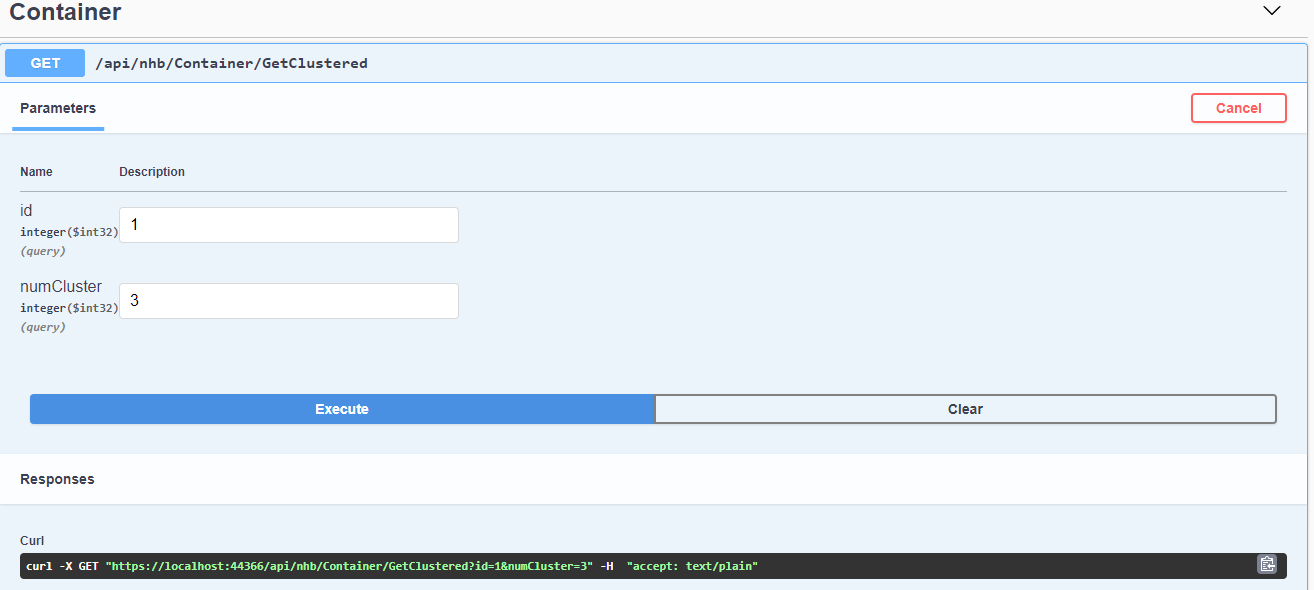 Container
GET /api/nhb/Container/GetClustered
Parameters Cancel
Name Description
id
integer($int32) 1
(query)
numCluster
integer($int32) 3
(query)
Execute Clear
Responses
Curl
curl -X GET "https://localhost:44366/api/nhb/Container/GetClustered?id=1&numCluster=3" -H  "accept: text/plain"